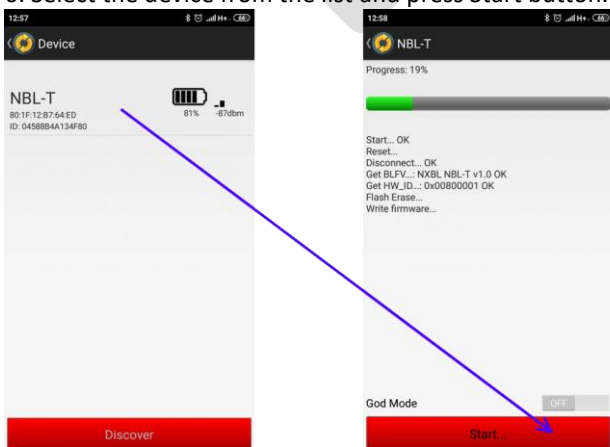 6. Select the device from the list and press Start button.
12:57
H+
60
Device
NBL-T
80:1F:12:B7:64:ED
ID: 04588B4A134F80
81% -87dbm
Discover
12:58
H+
60
NBL-T
Progress: 19%
Start... OK
Reset...
Disconnect... OK
Get BLFV...: NXBL NBL-T v1.0 OK
Get HW_ID...: 0x00800001 OK
Flash Erase...
Write firmware...
God Mode OFF
Start...